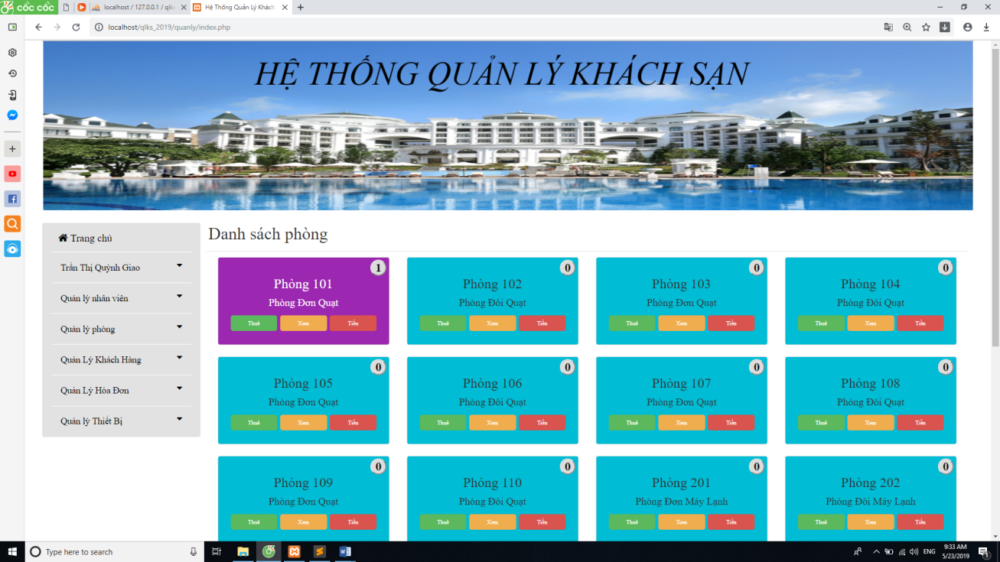 cốc cốc
localhost / 127.0.0.1 / qlks
Hệ Thống Quản Lý Khách
localhost/qlks_2019/quanly/index.php
HỆ THỐNG QUẢN LÝ KHÁCH SẠN
Trang chủ
Trần Thị Quỳnh Giao
Quản lý nhân viên
Quản lý phòng
Quản Lý Khách Hàng
Quản Lý Hóa Đơn
Quản lý Thiết Bị
Danh sách phòng
1
Phòng 101
Phòng Đơn Quạt
Thuê Xem Tiền
0
Phòng 102
Phòng Đôi Quạt
Thuê Xem Tiền
0
Phòng 103
Phòng Đơn Quạt
Thuê Xem Tiền
0
Phòng 104
Phòng Đôi Quạt
Thuê Xem Tiền
0
Phòng 105
Phòng Đơn Quạt
Thuê Xem Tiền
0
Phòng 106
Phòng Đôi Quạt
Thuê Xem Tiền
0
Phòng 107
Phòng Đơn Quạt
Thuê Xem Tiền
0
Phòng 108
Phòng Đôi Quạt
Thuê Xem Tiền
0
Phòng 109
Phòng Đơn Quạt
Thuê Xem Tiền
0
Phòng 110
Phòng Đôi Quạt
Thuê Xem Tiền
0
Phòng 201
Phòng Đơn Máy Lạnh
Thuê Xem Tiền
0
Phòng 202
Phòng Đôi Máy Lạnh
Thuê Xem Tiền
Type here to search
ENG
9:33 AM
5/23/2019
1